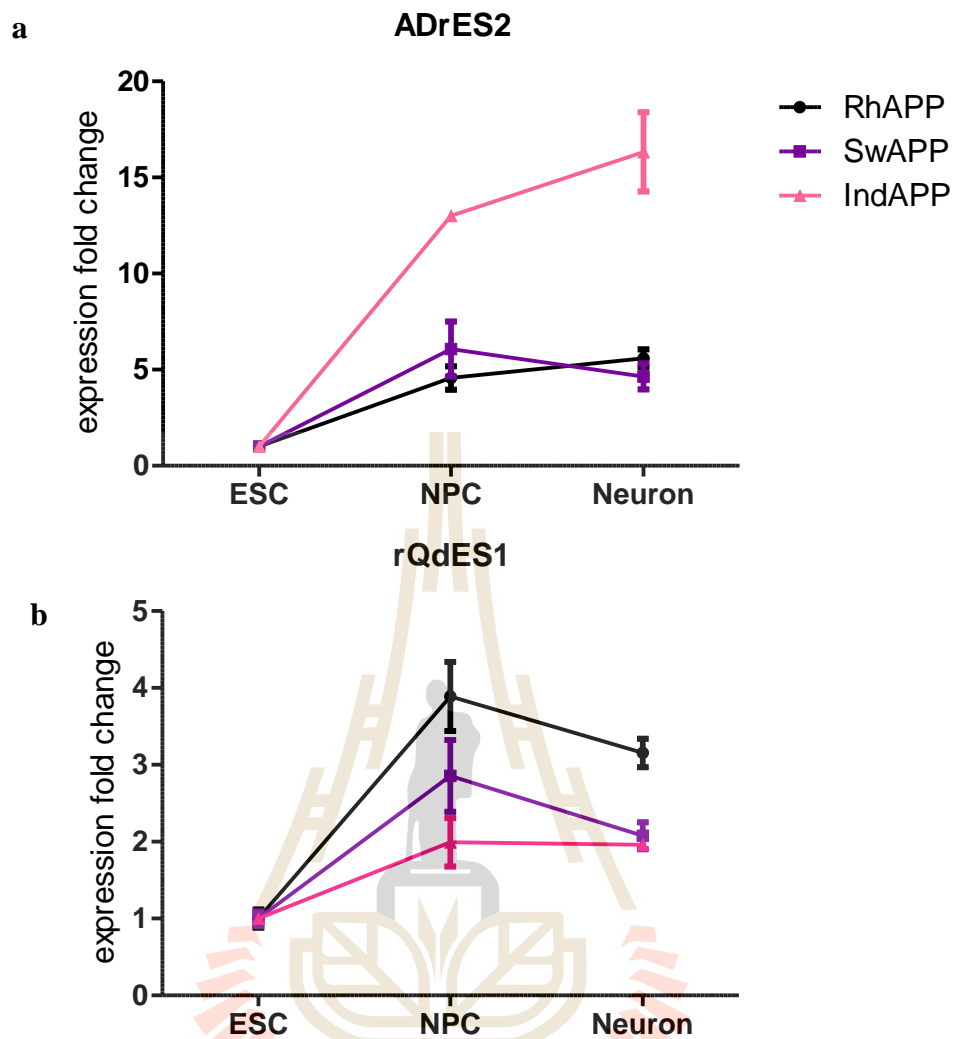 a
ADrES2
20
15
10
5
0
expression fold change
ESC NPC Neuron
RhAPP
SwAPP
IndAPP
rQdES1
b
5
4
3
2
1
0
expression fold change
ESC NPC Neuron